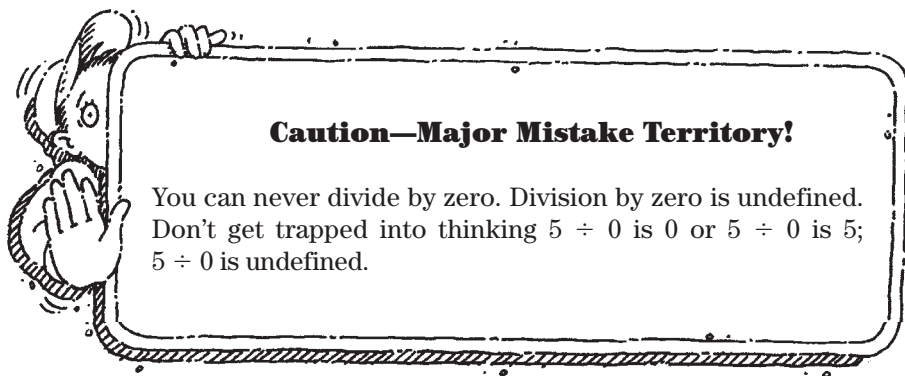 Caution—Major Mistake Territory!
You can never divide by zero. Division by zero is undefined.
Don't get trapped into thinking 5 ÷ 0 is 0 or 5 ÷ 0 is 5;
5 ÷ 0 is undefined.